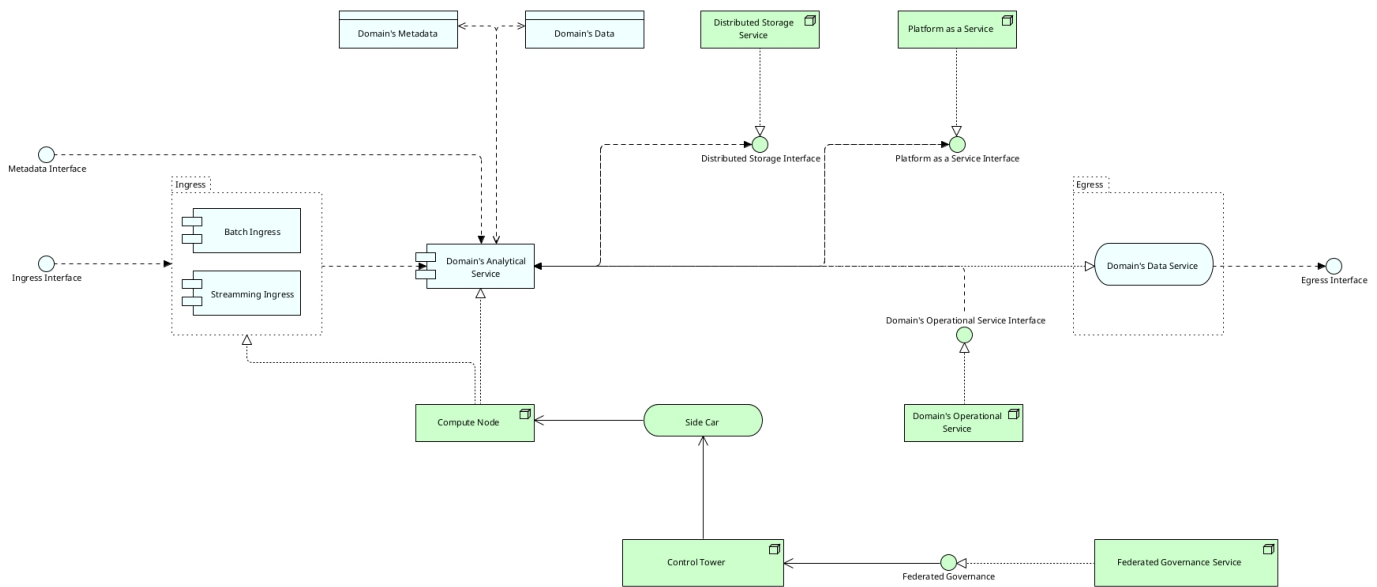 Domain's Metadata
Domain's Data
Distributed Storage
Service
Platform as a Service
Metadata Interface
Distributed Storage Interface
Platform as a Service Interface
Ingress
Batch Ingress
Streamming Ingress
Ingress Interface
Domain's Analytical
Service
Egress
Domain's Data Service
Egress Interface
Domain's Operational Service Interface
Compute Node
Side Car
Domain's Operational
Service
Control Tower
Federated Governance
Federated Governance Service